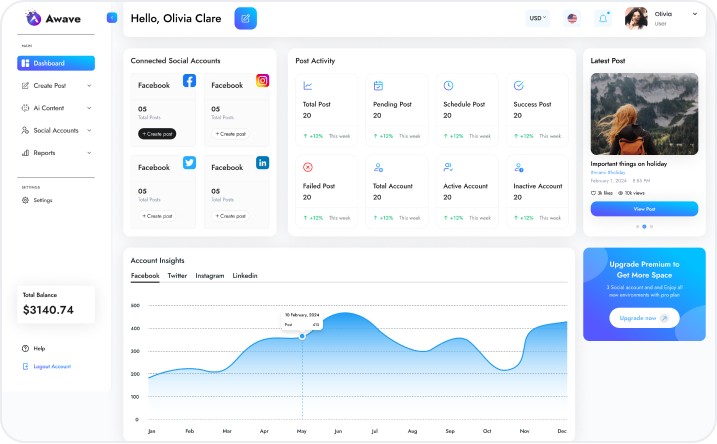 Awave
MAIN
Dashboard
Create Post
Ai Content
Social Accounts
Reports
SETTINGS
Settings
Total Balance
$3140.74
Help
Logout Account
Hello, Olivia Clare
USD
Olivia
User
Connected Social Accounts
Facebook
05
Total Posts
+ Create post
Facebook
05
Total Posts
+ Create post
Facebook
05
Total Posts
+ Create post
Facebook
05
Total Posts
+ Create post
Post Activity
Total Post
20
+12% This week
Pending Post
20
+12% This week
Schedule Post
20
+12% This week
Success Post
20
+12% This week
Failed Post
20
+12% This week
Total Account
20
+12% This week
Active Account
20
+12% This week
Inactive Account
20
+12% This week
Latest Post
Important things on holiday
#holiday
February 1, 2024 9:85 PM
3k likes 10k views
View Post
Account Insights
Facebook Twitter Instagram Linkedin
500
400
300
200
100
0
10 February, 2024
Post
Jan Feb Mar Apr May Jun Jul Aug Sep Oct Nov Dec
Upgrade Premium to
Get More Space
3 Social account and and Enjoy all
new environments with pro plan
Upgrade now